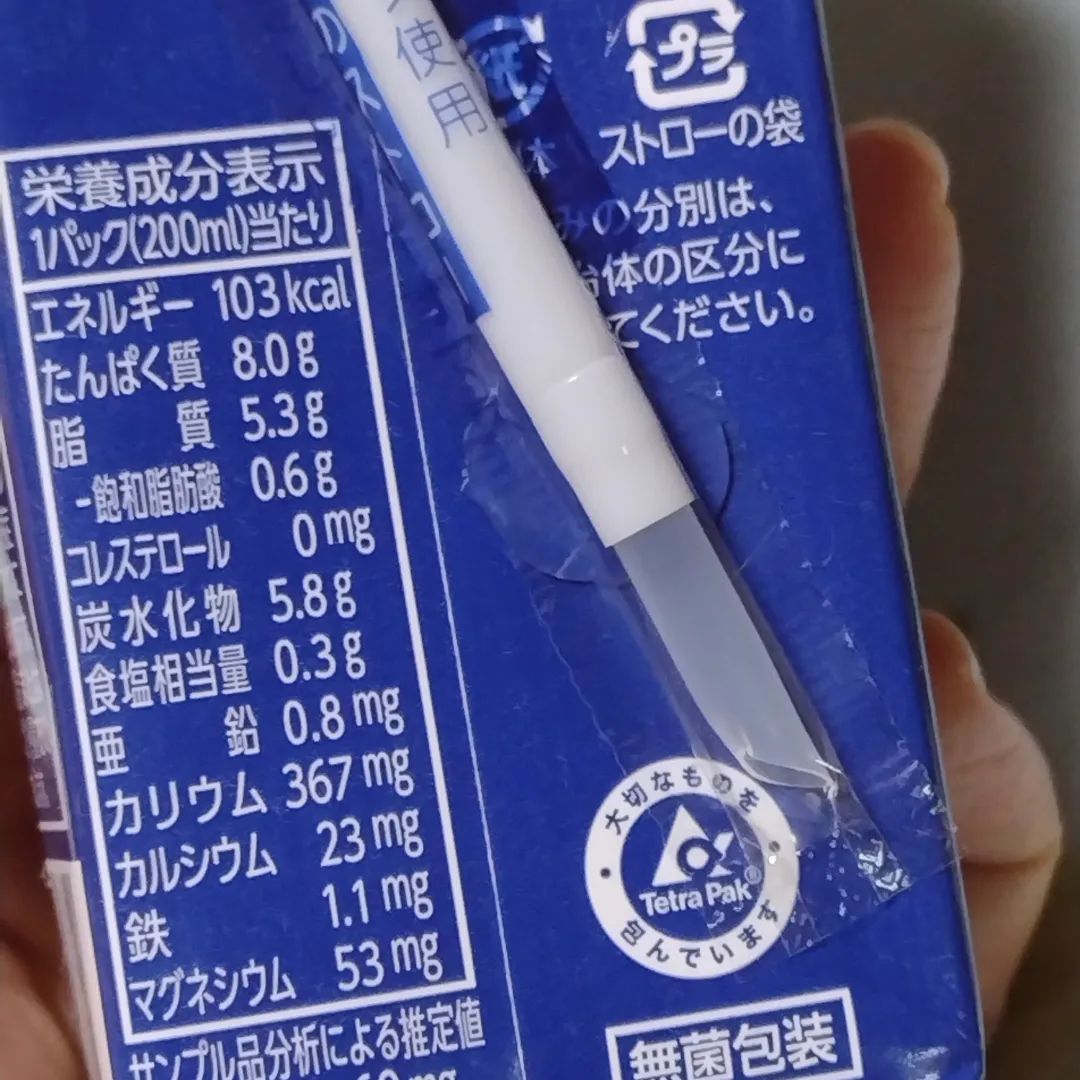 使用
紙
プラ
ストローの袋
の分別は、
体の区分に
てください。
栄養成分表示
1パック(200ml)当たり
エネルギー 103kcal
たんぱく質 8.0g
脂質 5.3g
-飽和脂肪酸 0.6g
コレステロール 0mg
炭水化物 5.8g
食塩相当量 0.3g
亜鉛 0.8mg
カリウム 367mg
カルシウム 23mg
鉄 1.1mg
マグネシウム 53mg
サンプル品分析による推定値
大切なものを
Tetra Pak®
包んでいます
無菌包装